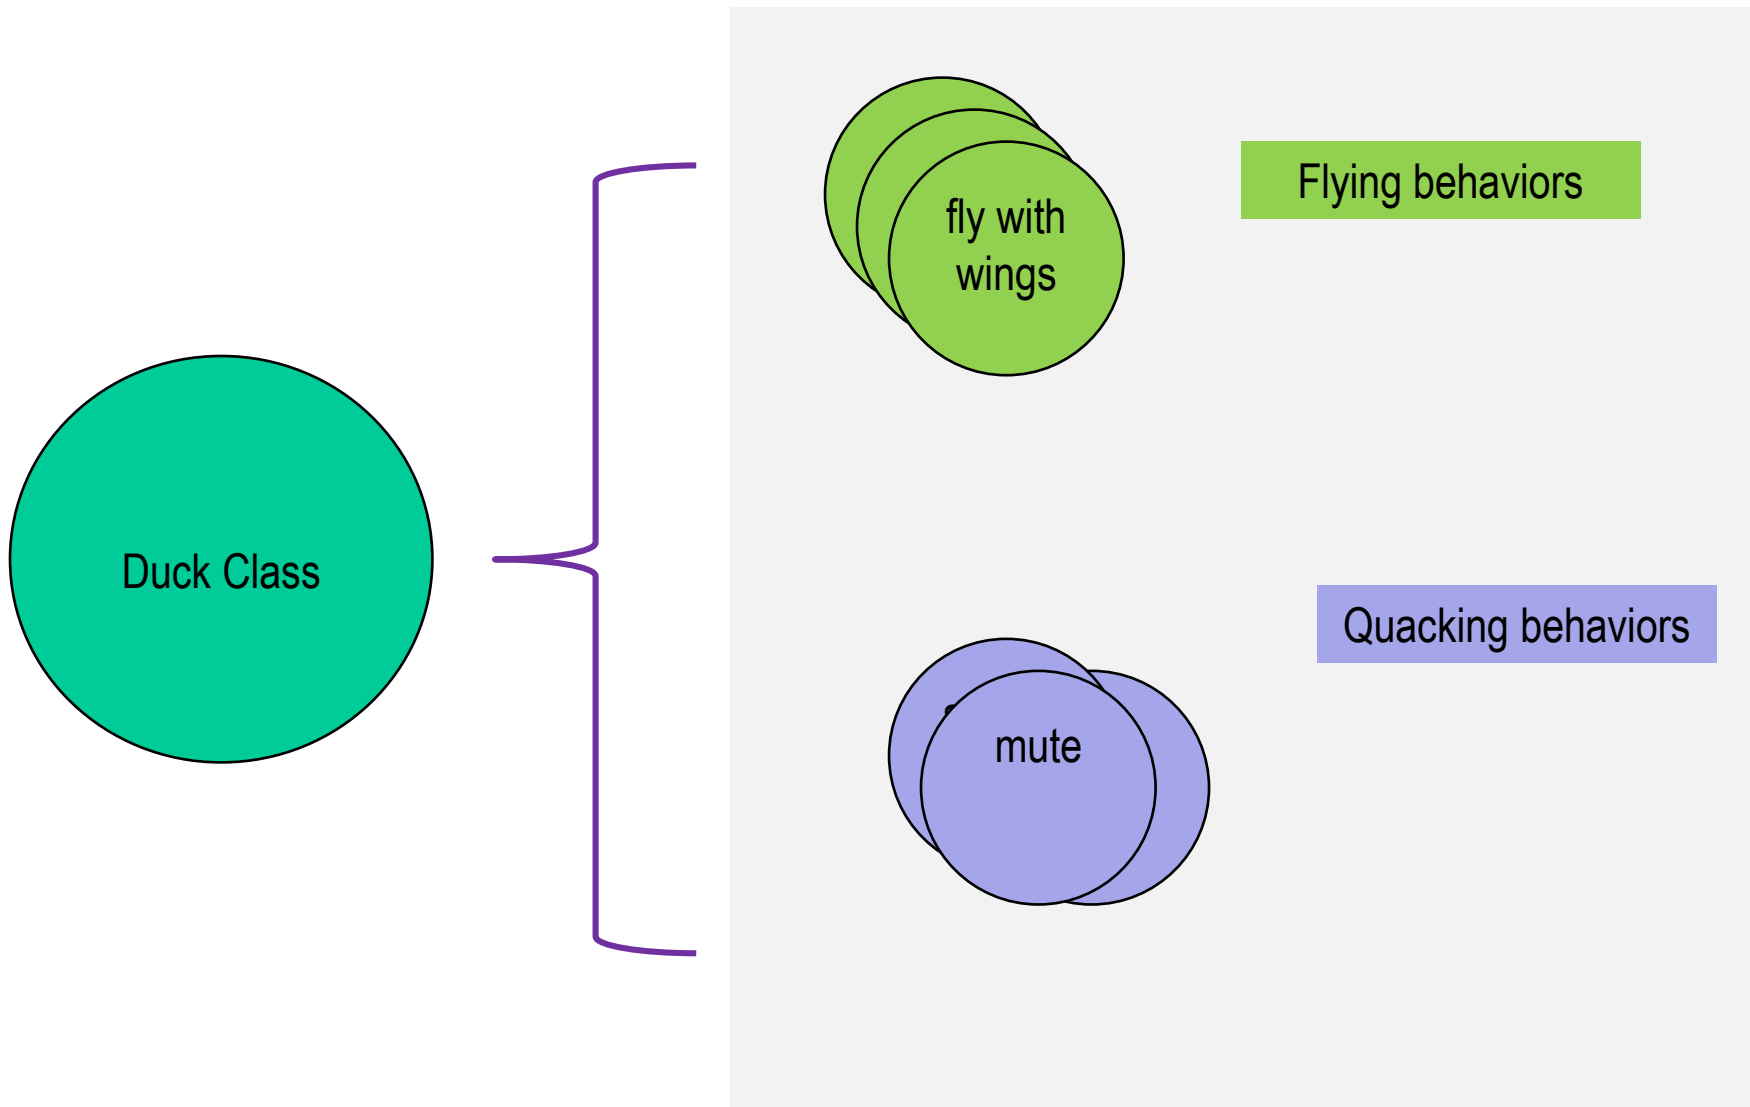 fly with
wings
Flying behaviors
Duck Class
Quacking behaviors
mute